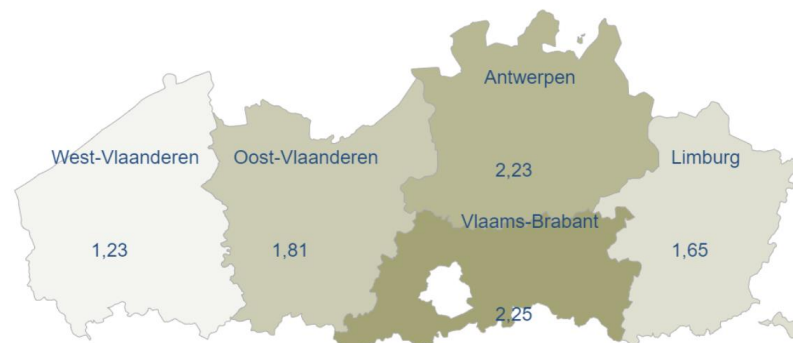 Antwerpen
West-Vlaanderen
Oost-Vlaanderen
Limburg
2,23
Vlaams-Brabant
1,23
1,81
1,65
2,25